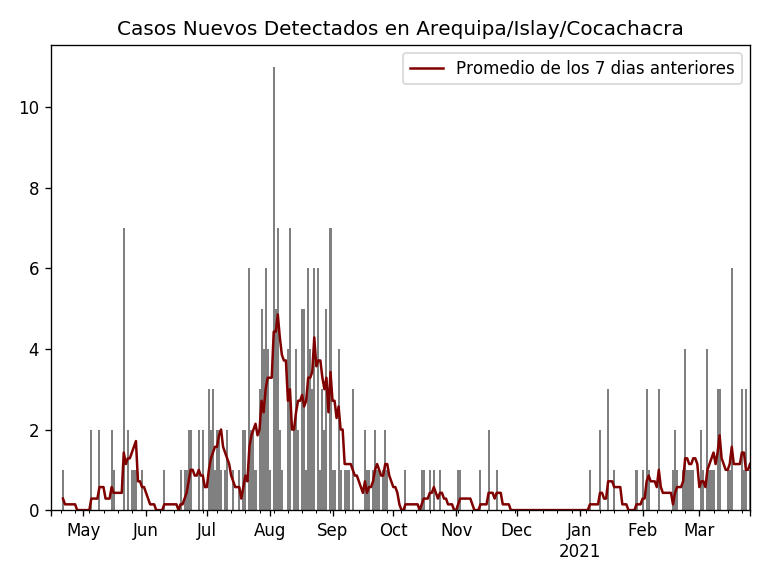 Casos Nuevos Detectados en Arequipa/Islay/Cocachacra
Promedio de los 7 dias anteriores
10
8
6
4
2
0
May Jun Jul Aug Sep Oct Nov Dec Jan Feb Mar
2021